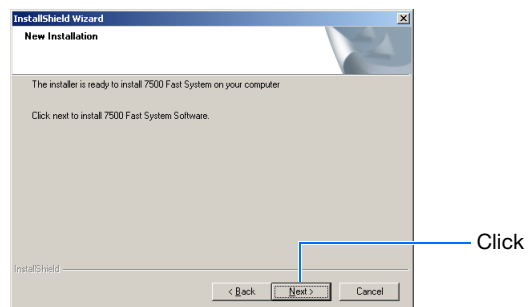 InstallShield Wizard
New Installation
The installer is ready to install 7500 Fast System on your computer
Click next to install 7500 Fast System Software.
Click
InstallShield
< Back Next > Cancel